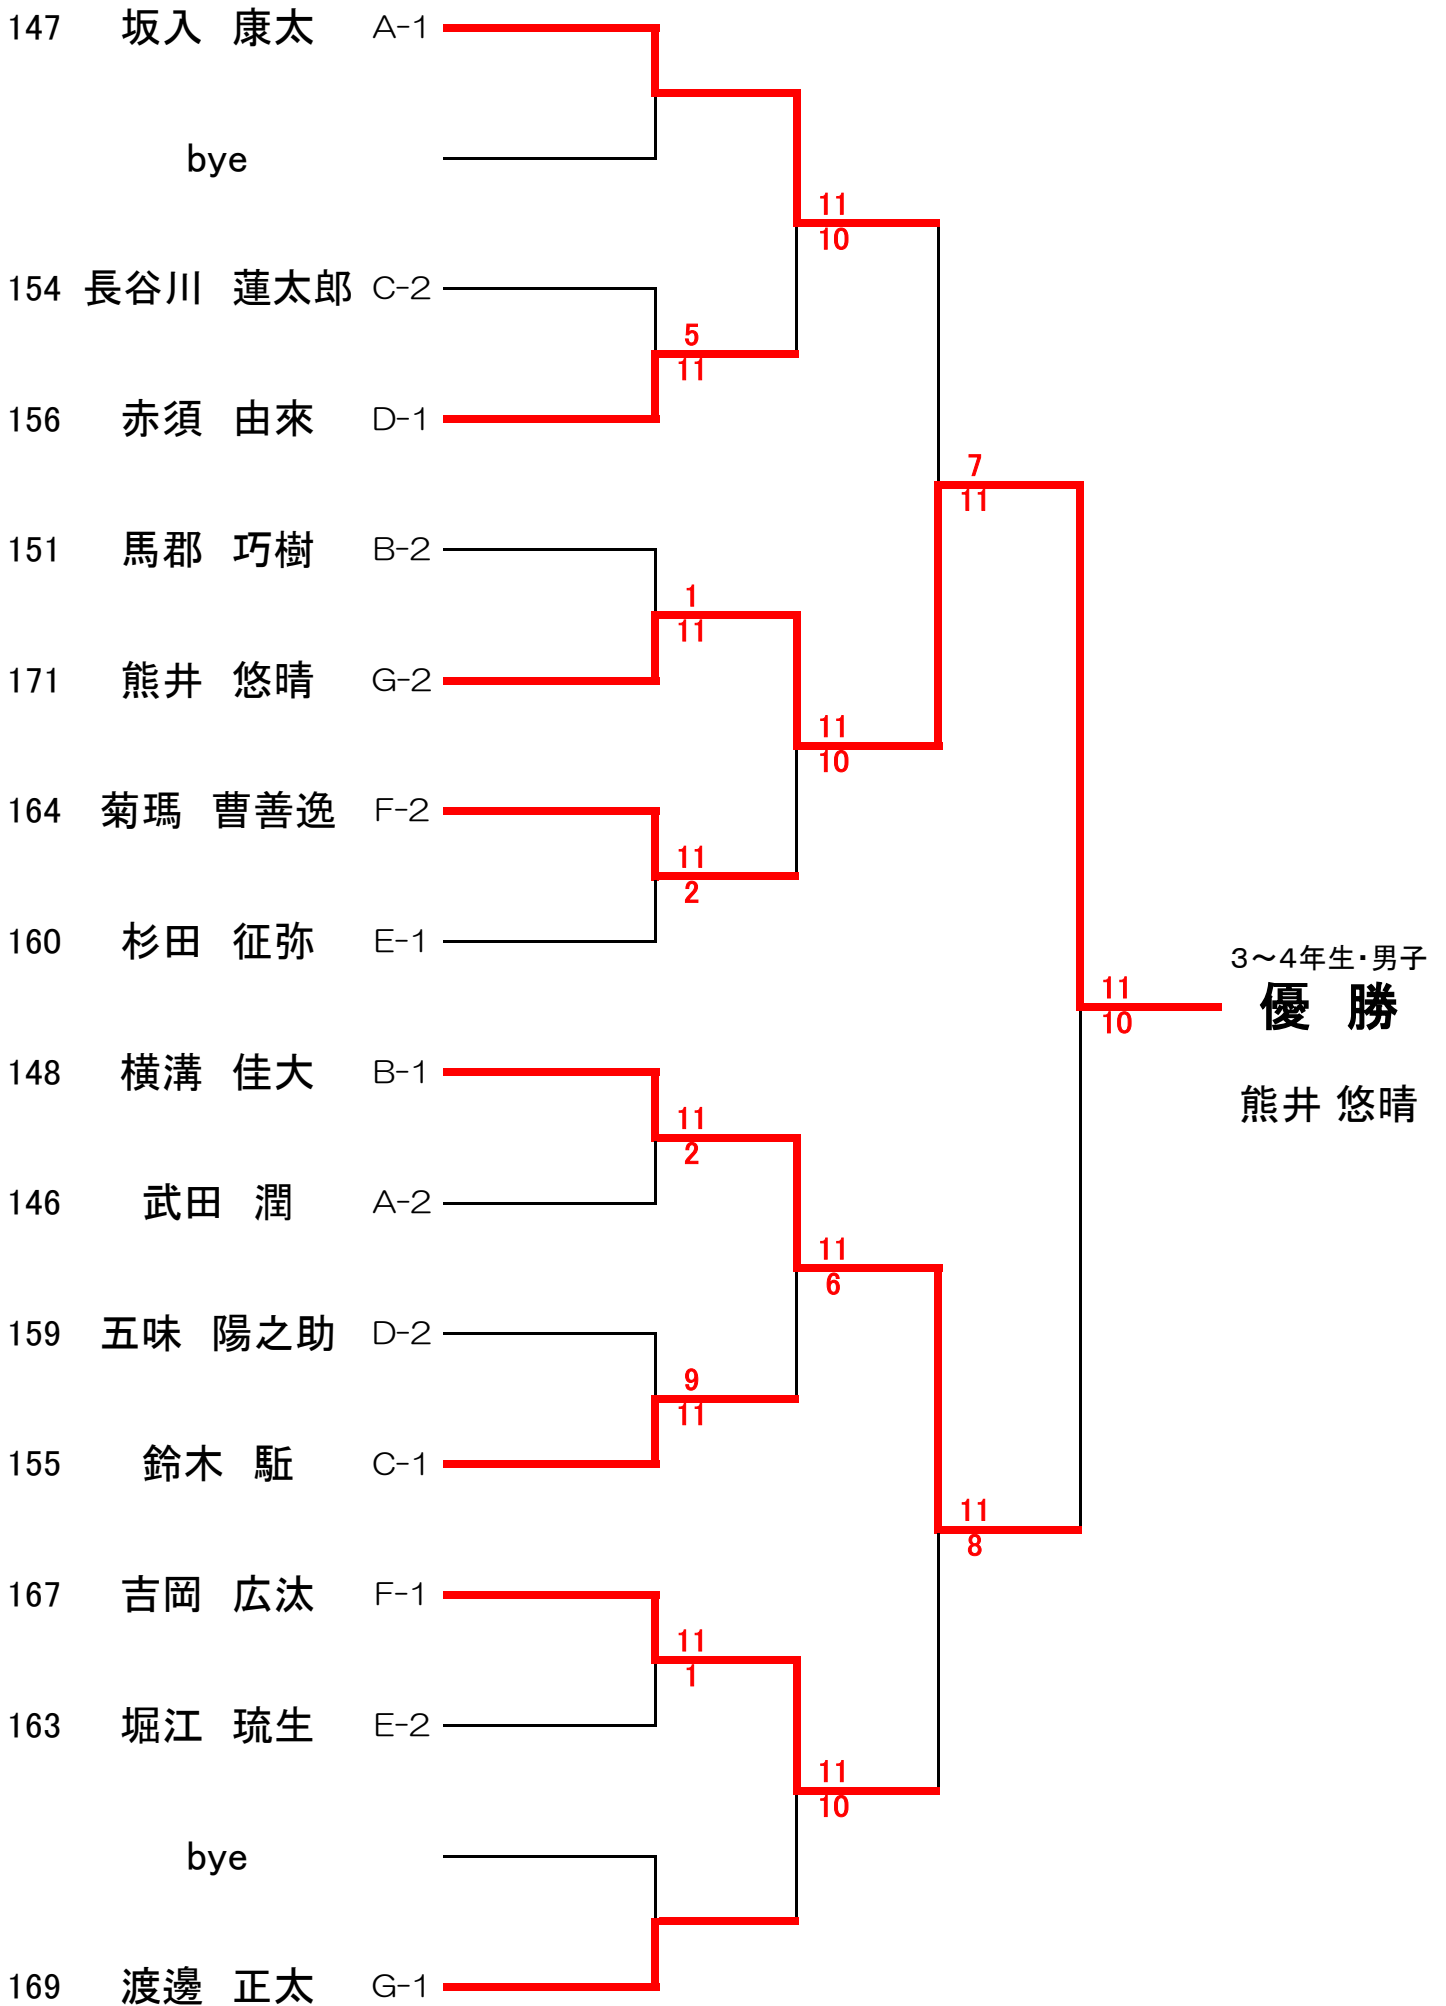 147 坂入 康太 A-1
bye
11
10
154 長谷川 蓮太郎 C-2
5
11
156 赤須 由來 D-1
7
11
151 馬郡 巧樹 B-2
1
11
171 熊井 悠晴 G-2
11
10
164 菊瑪 曹善逸 F-2
11
2
160 杉田 征弥 E-1
3～4年生・男子
優 勝
11
10
熊井 悠晴
148 横溝 佳大 B-1
11
2
146 武田 潤 A-2
11
6
159 五味 陽之助 D-2
9
11
155 鈴木 駈 C-1
11
8
167 吉岡 広汰 F-1
11
1
163 堀江 琉生 E-2
11
10
bye
169 渡邊 正太 G-1